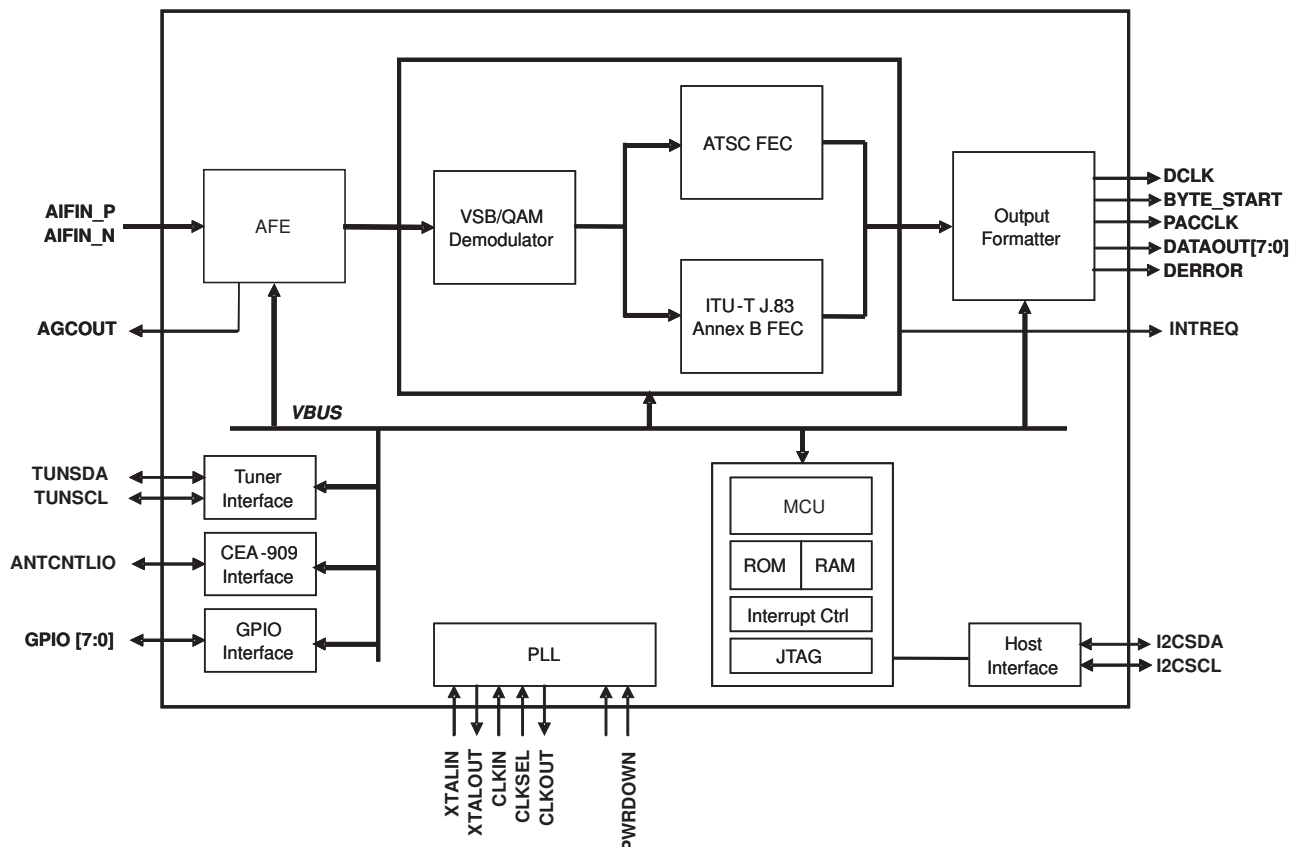 AIFIN_P
AIFIN_N
AFE
AGCOUT
VSB/QAM
Demodulator
ATSC FEC
ITU-T J.83
Annex B FEC
Output
Formatter
DCLK
BYTE_START
PACCLK
DATAOUT[7:0]
DERROR
INTREQ
VBUS
TUNSDA
TUNSCL
Tuner
Interface
ANTCNTLIO
CEA-909
Interface
GPIO [7:0]
GPIO
Interface
PLL
XTALIN
XTALOUT
CLKIN
CLKSEL
CLKOUT
PWRDOWN
MCU
ROM
RAM
Interrupt Ctrl
JTAG
Host
Interface
I2CSDA
I2CSCL